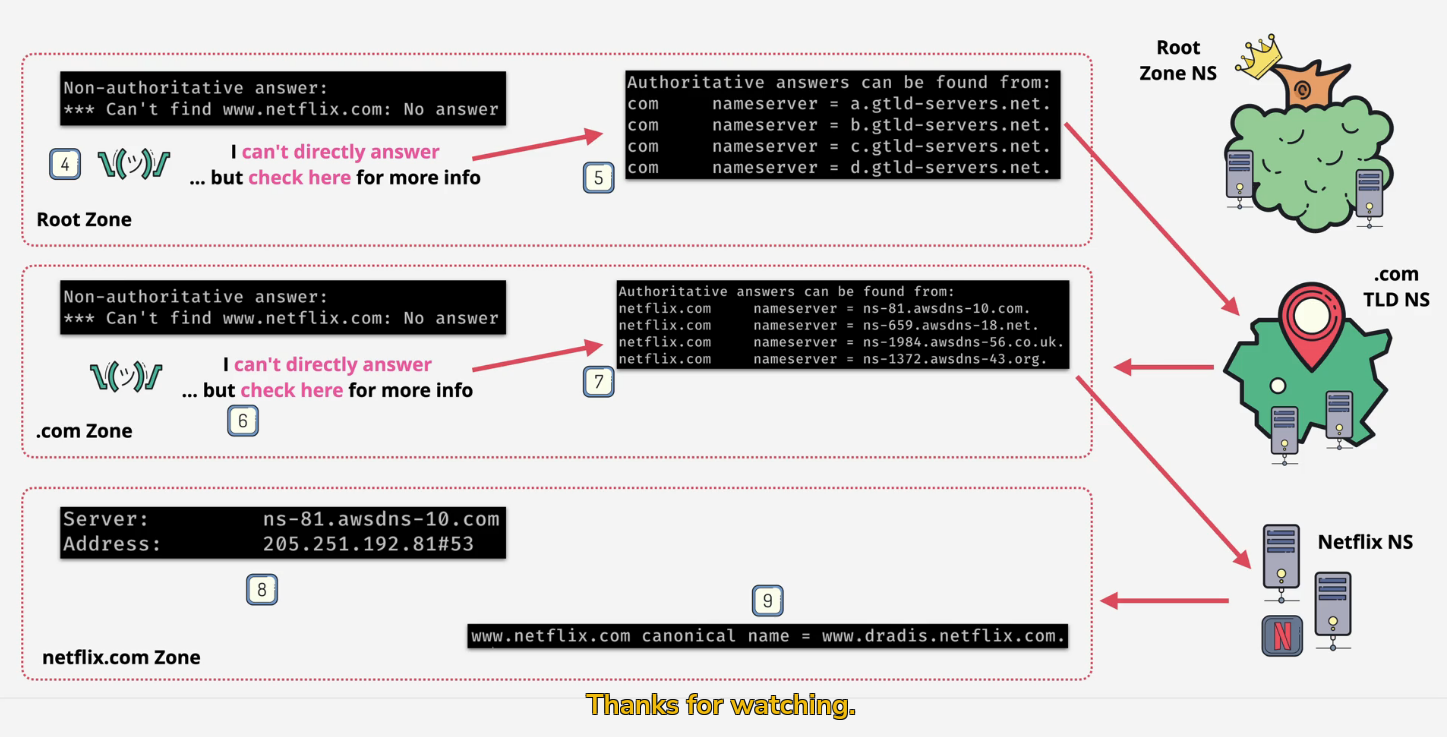 Root
Zone NS
Non-authoritative answer:
*** Can't find www.netflix.com: No answer
Authoritative answers can be found from:
com nameserver = a.gtld-servers.net.
com nameserver = b.gtld-servers.net.
com nameserver = c.gtld-servers.net.
com nameserver = d.gtld-servers.net.
4
¯\_(ツ)_/¯
I can't directly answer
... but check here for more info
5
Root Zone
.com
TLD NS
Non-authoritative answer:
*** Can't find www.netflix.com: No answer
Authoritative answers can be found from:
netflix.com nameserver = ns-81.awsdns-10.com.
netflix.com nameserver = ns-659.awsdns-18.net.
netflix.com nameserver = ns-1984.awsdns-56.co.uk.
netflix.com nameserver = ns-1372.awsdns-43.org.
¯\_(ツ)_/¯
I can't directly answer
... but check here for more info
7
6
.com Zone
Server: ns-81.awsdns-10.com
Address: 205.251.192.81#53
Netflix NS
8
9
www.netflix.com canonical name = www.dradis.netflix.com.
N
netflix.com Zone
Thanks for watching.